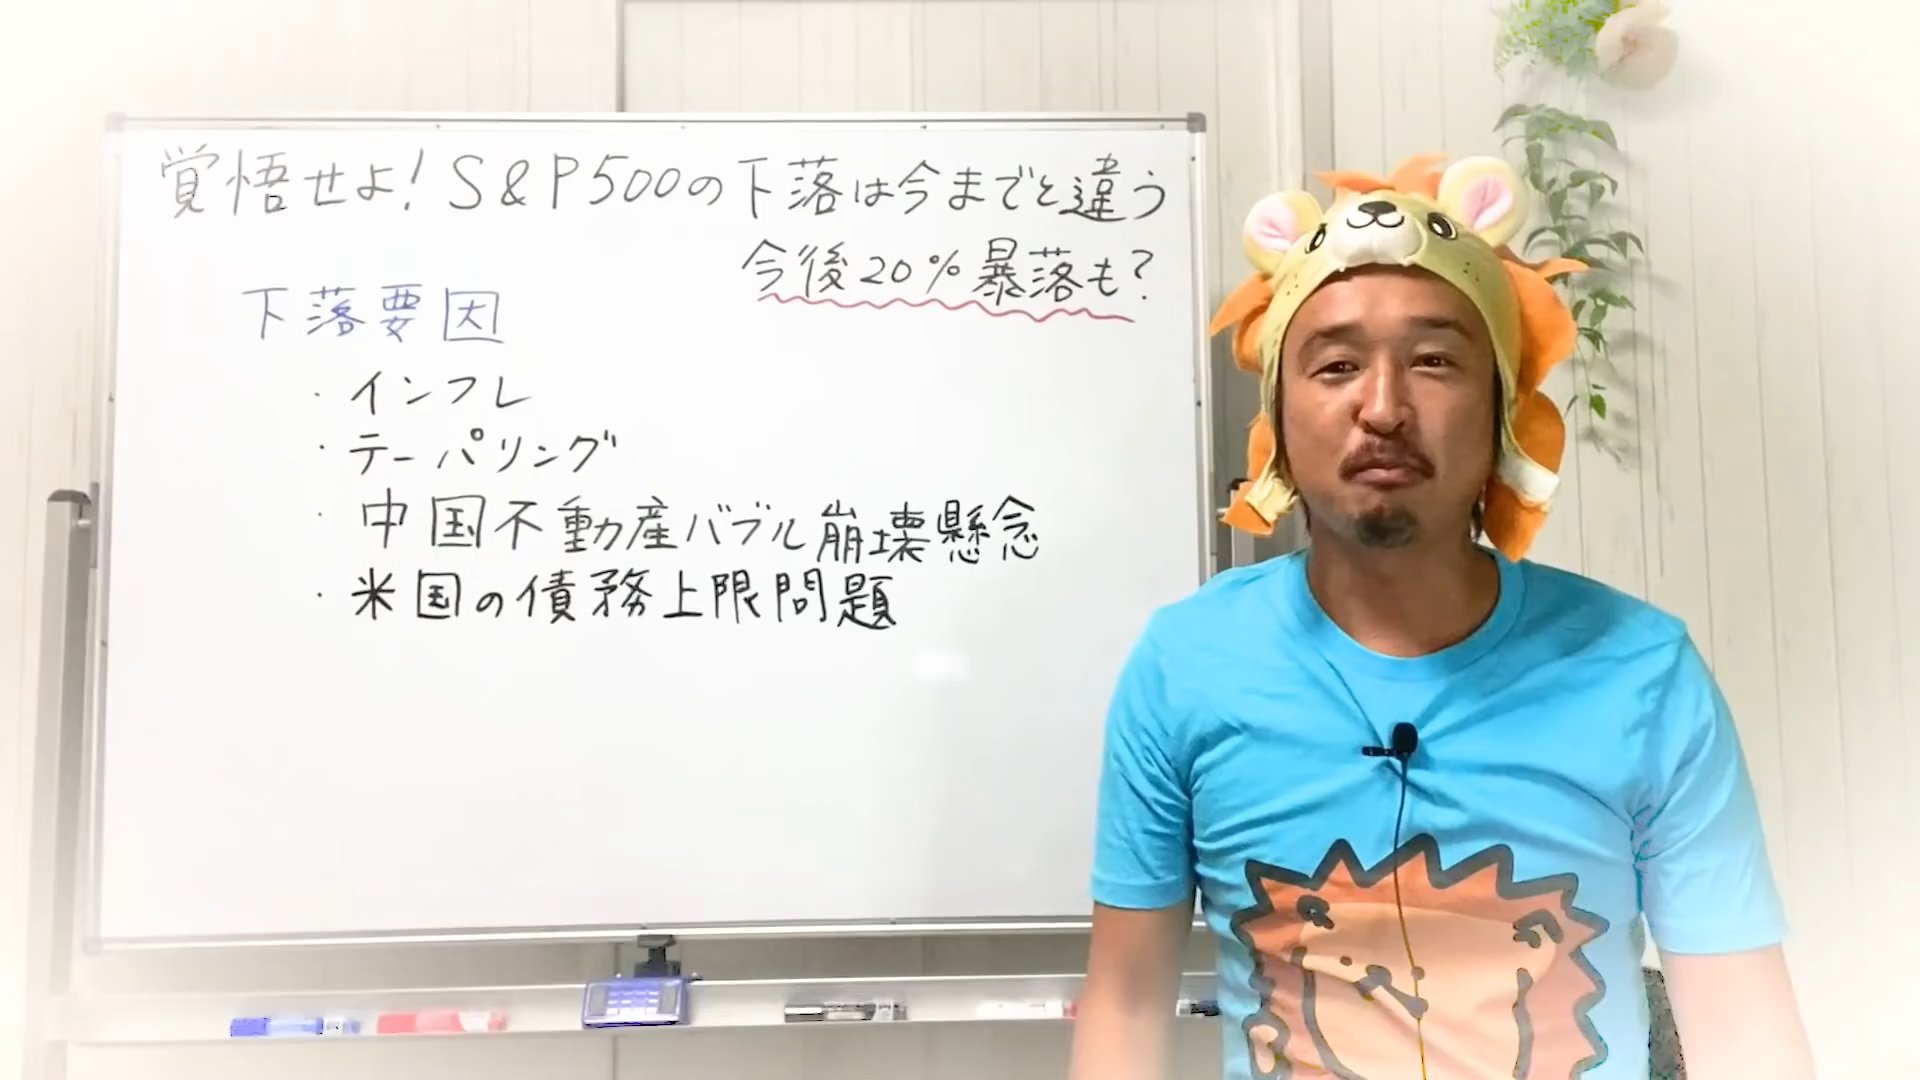 覚悟せよ！S&P500の下落は今までと違う
今後20%暴落も？
下落要因
・インフレ
・テーパリング
・中国不動産バブル崩壊懸念
・米国の債務上限問題